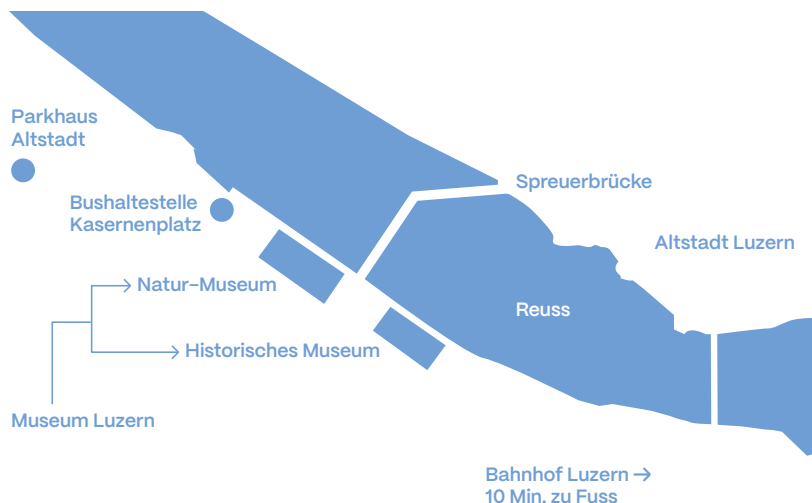 Parkhaus
Altstadt
Spreuerbrücke
Bushaltestelle
Kasernenplatz
Altstadt Luzern
Natur–Museum
Reuss
Historisches Museum
Museum Luzern
Bahnhof Luzern →
10 Min. zu Fuss